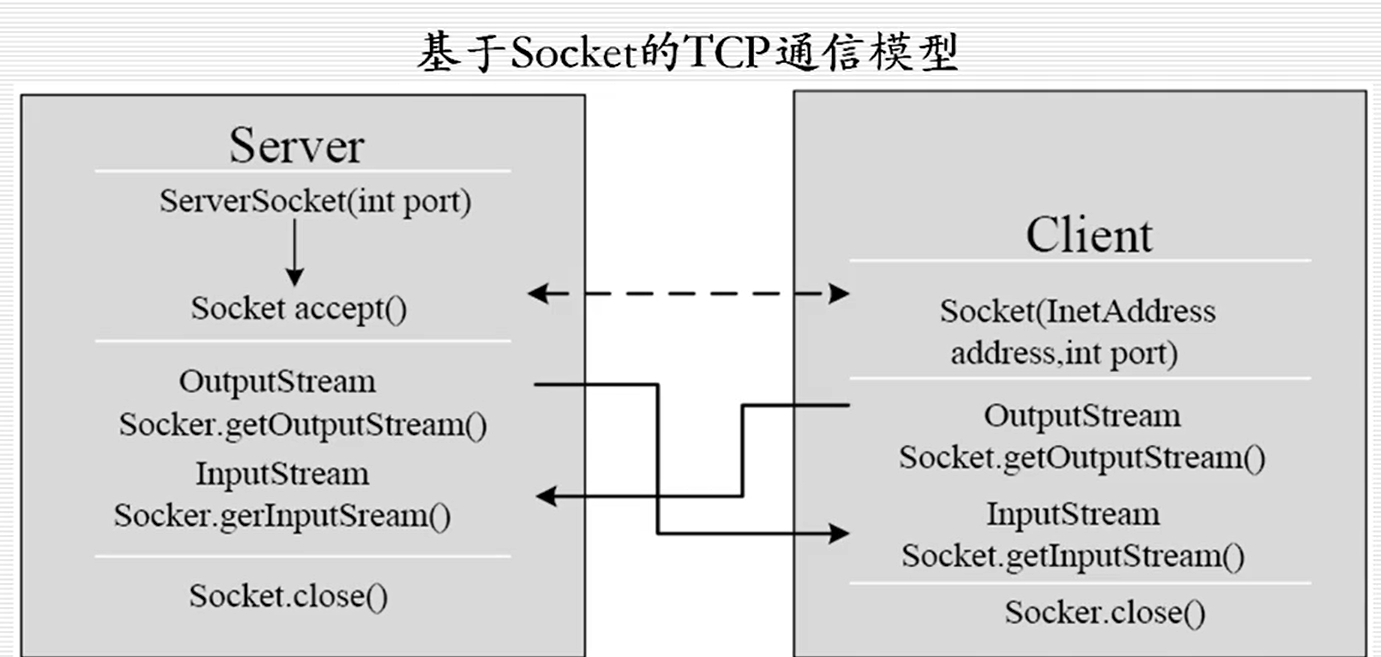 基于Socket的TCP通信模型
Server
ServerSocket(int port)
Socket accept()
OutputStream
Socker.getOutputStream()
InputStream
Socker.gerInputSream()
Socket.close()
Client
Socket(InetAddress
address,int port)
OutputStream
Socket.getOutputStream()
InputStream
Socket.getInputStream()
Socker.close()